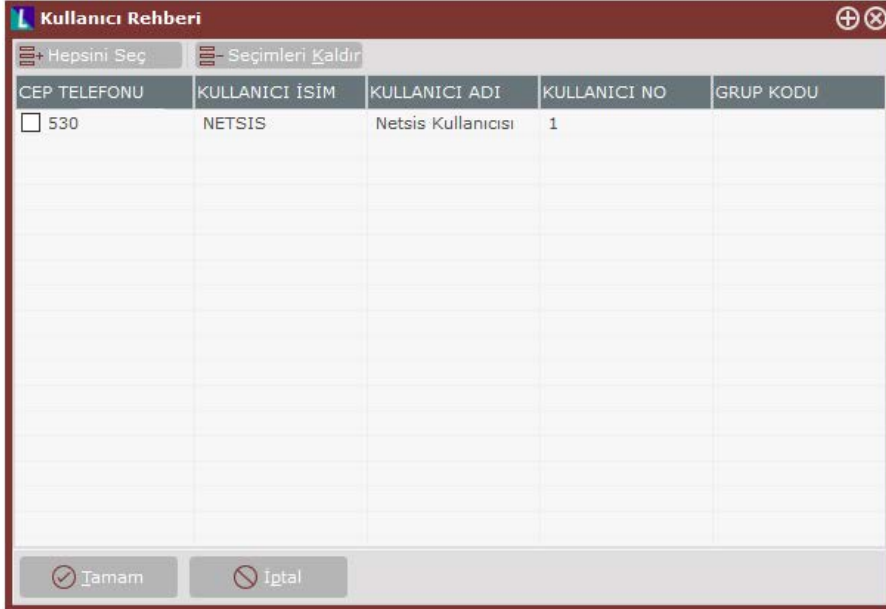 Kullanıcı Rehberi
Hepsini Seç Seçimleri Kaldır
CEP TELEFONU KULLANICI İSİM KULLANICI ADI KULLANICI NO GRUP KODU
530 NETSIS Netsis Kullanıcısı 1
Tamam İptal